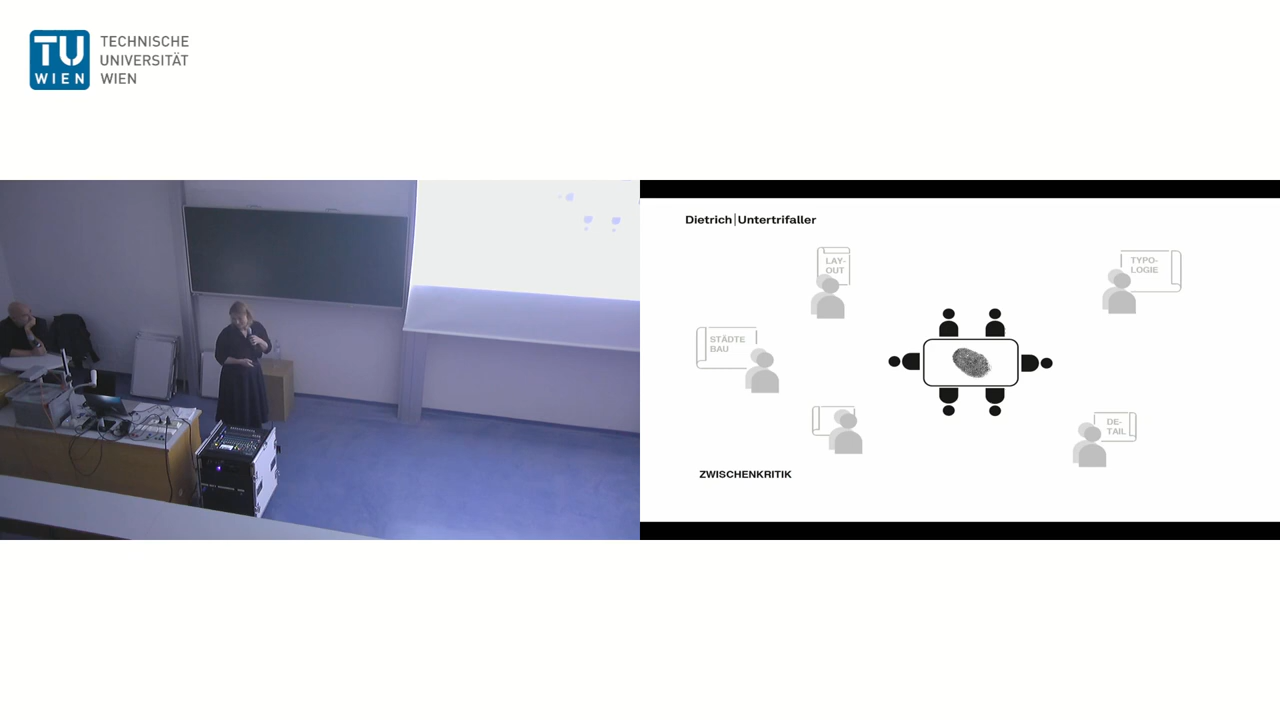 TU
WIEN
TECHNISCHE
UNIVERSITÄT
WIEN
Dietrich|Untertrifaller
LAY-
OUT
TYPO-
LOGIE
STÄDTE
BAU
DE-
TAIL
ZWISCHENKRITIK